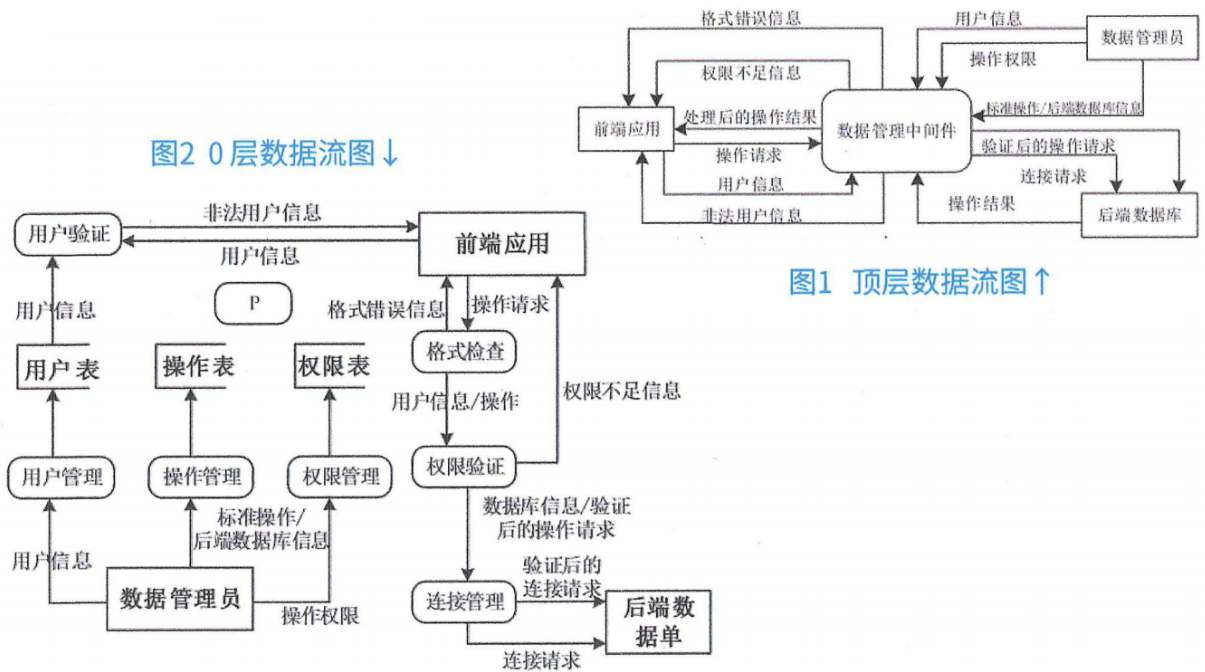 格式错误信息
用户信息
数据管理员
操作权限
权限不足信息
标准操作/后端数据库信息
处理后的操作结果
前端应用
数据管理中间件
操作请求
验证后的操作请求
用户信息
连接请求
非法用户信息
操作结果
后端数据库
图1 顶层数据流图↑
图2 0层数据流图↓
非法用户信息
用户验证
前端应用
用户信息
P
用户信息
格式错误信息
操作请求
用户表
操作表
权限表
格式检查
用户信息/操作
权限不足信息
用户管理
操作管理
权限管理
权限验证
标准操作/
后端数据库信息
数据库信息/验证
后的操作请求
用户信息
验证后的
连接请求
数据管理员
操作权限
连接管理
后端数
据单
连接请求